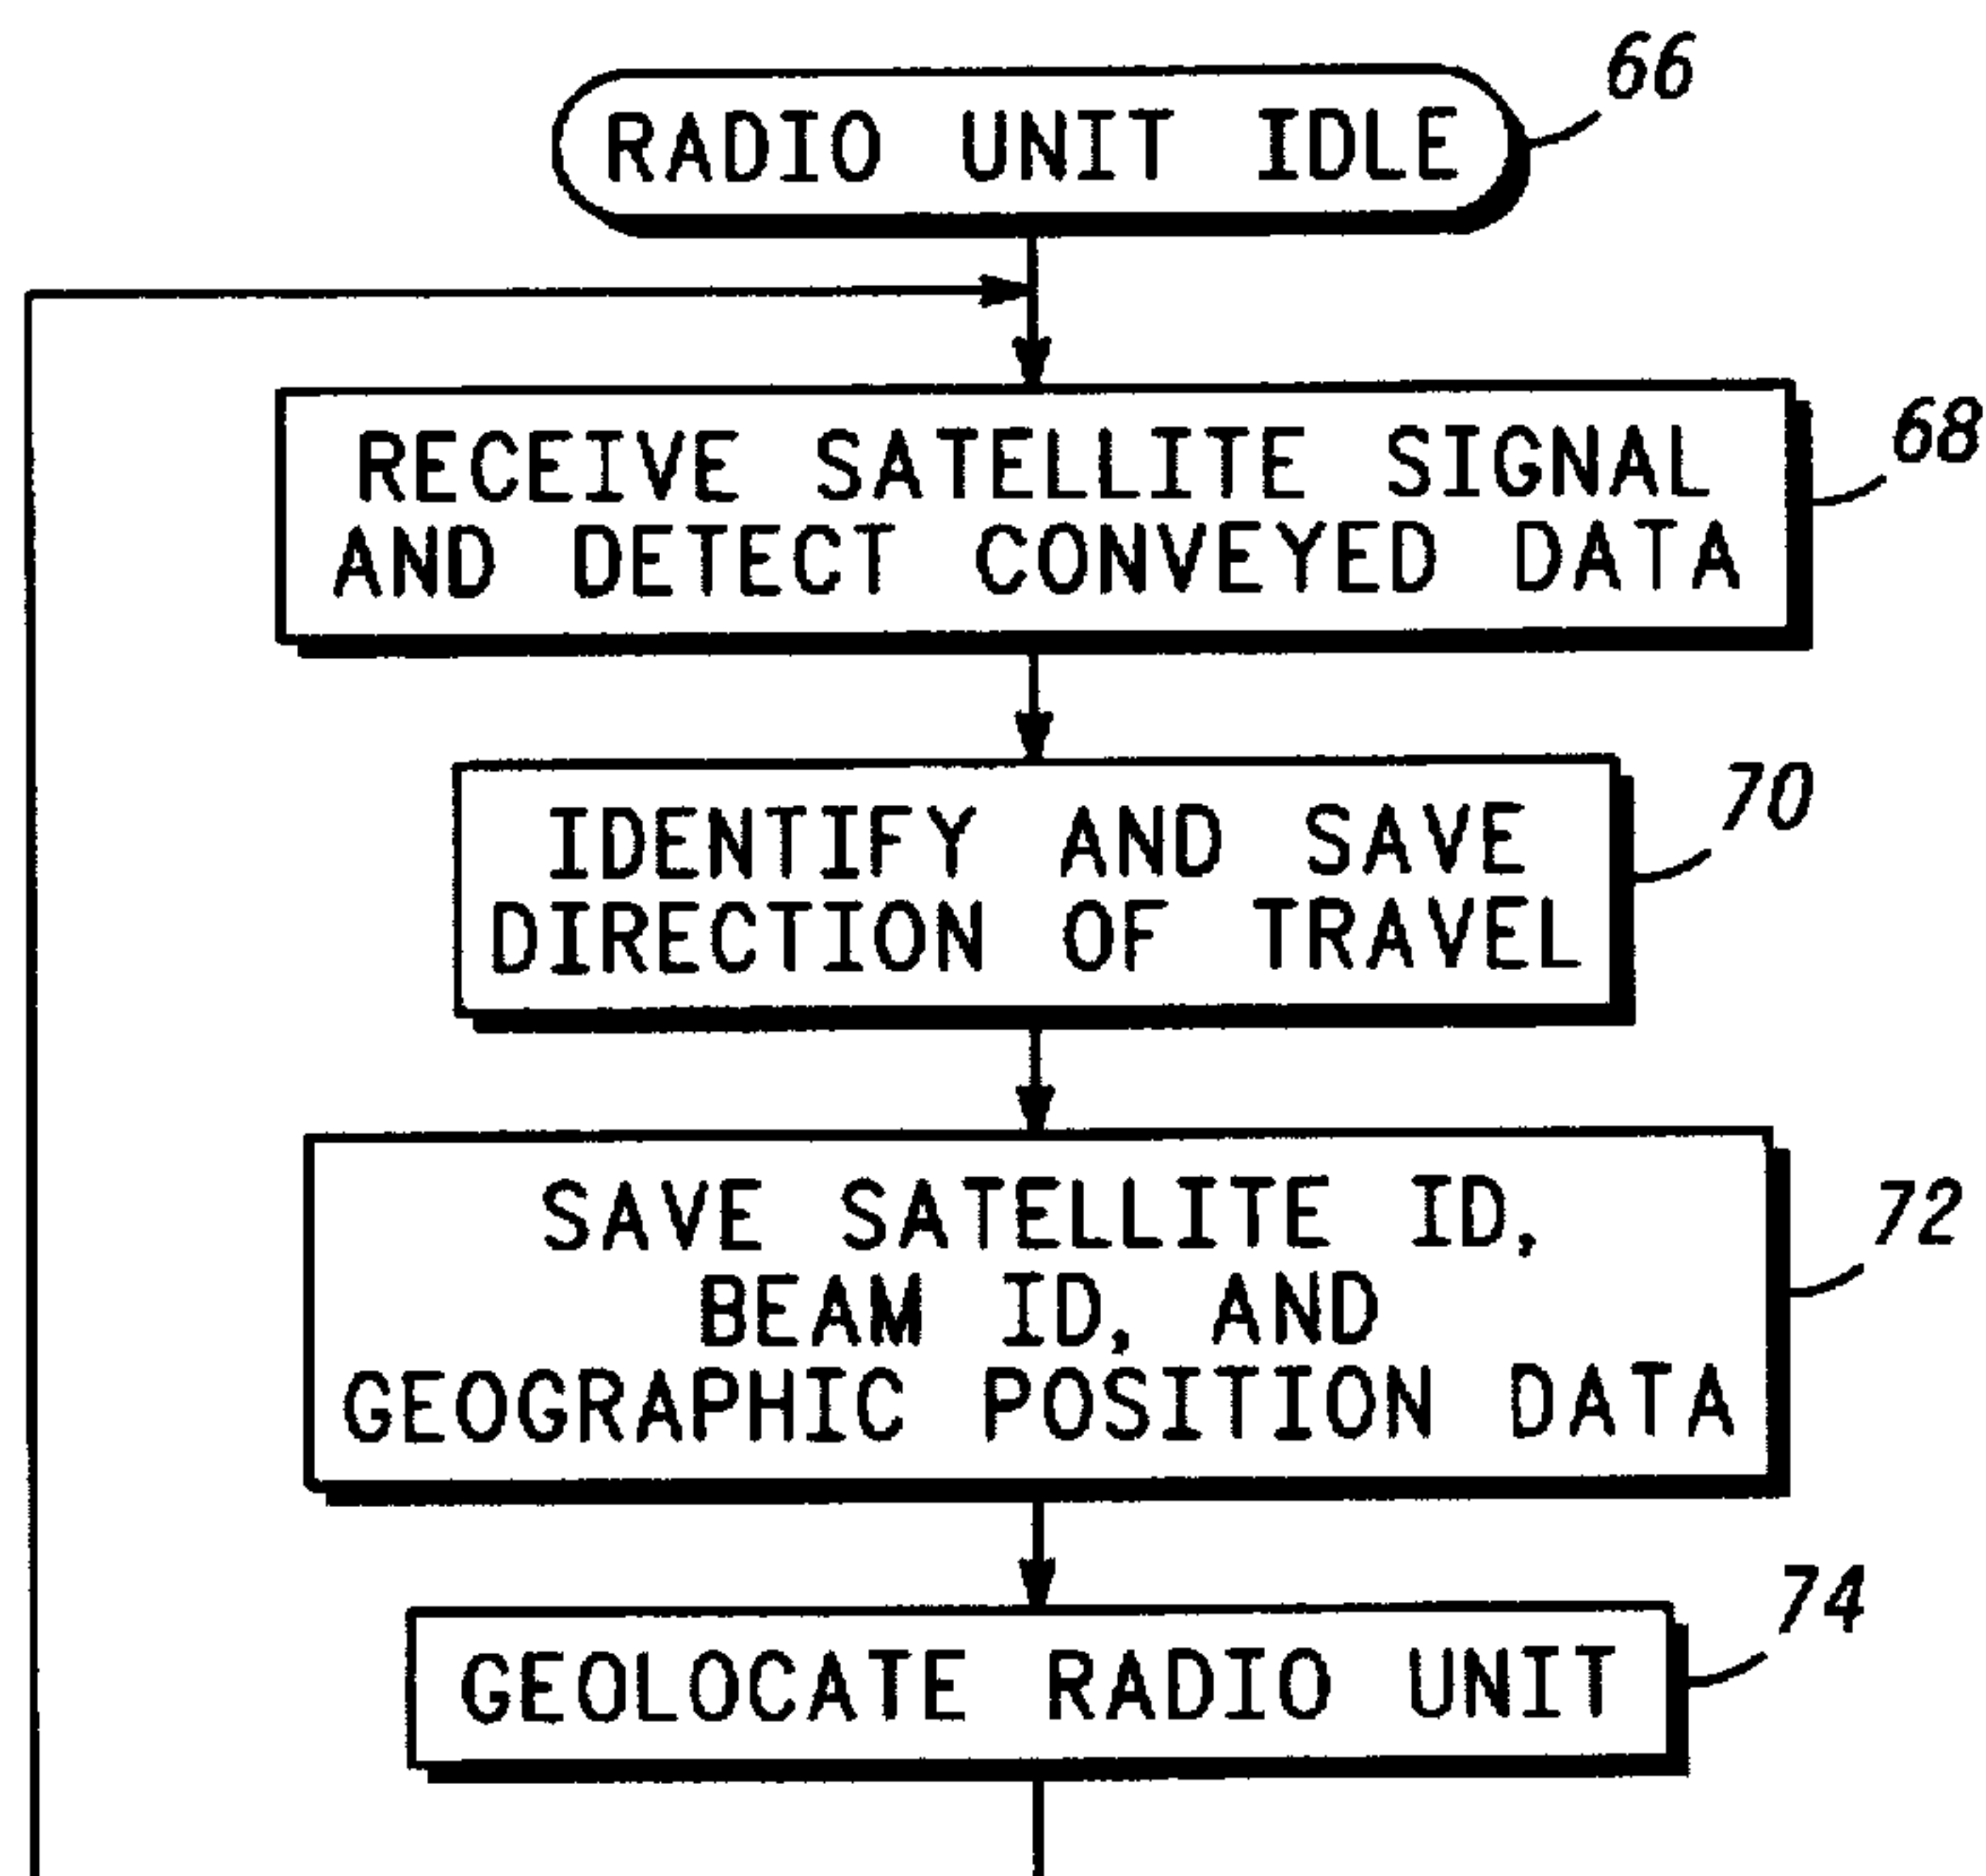 66
RADIO UNIT IDLE
68
RECEIVE SATELLITE SIGNAL
AND DETECT CONVEYED DATA
70
IDENTIFY AND SAVE
DIRECTION OF TRAVEL
72
SAVE SATELLITE ID,
BEAM ID, AND
GEOGRAPHIC POSITION DATA
74
GEOLOCATE RADIO UNIT